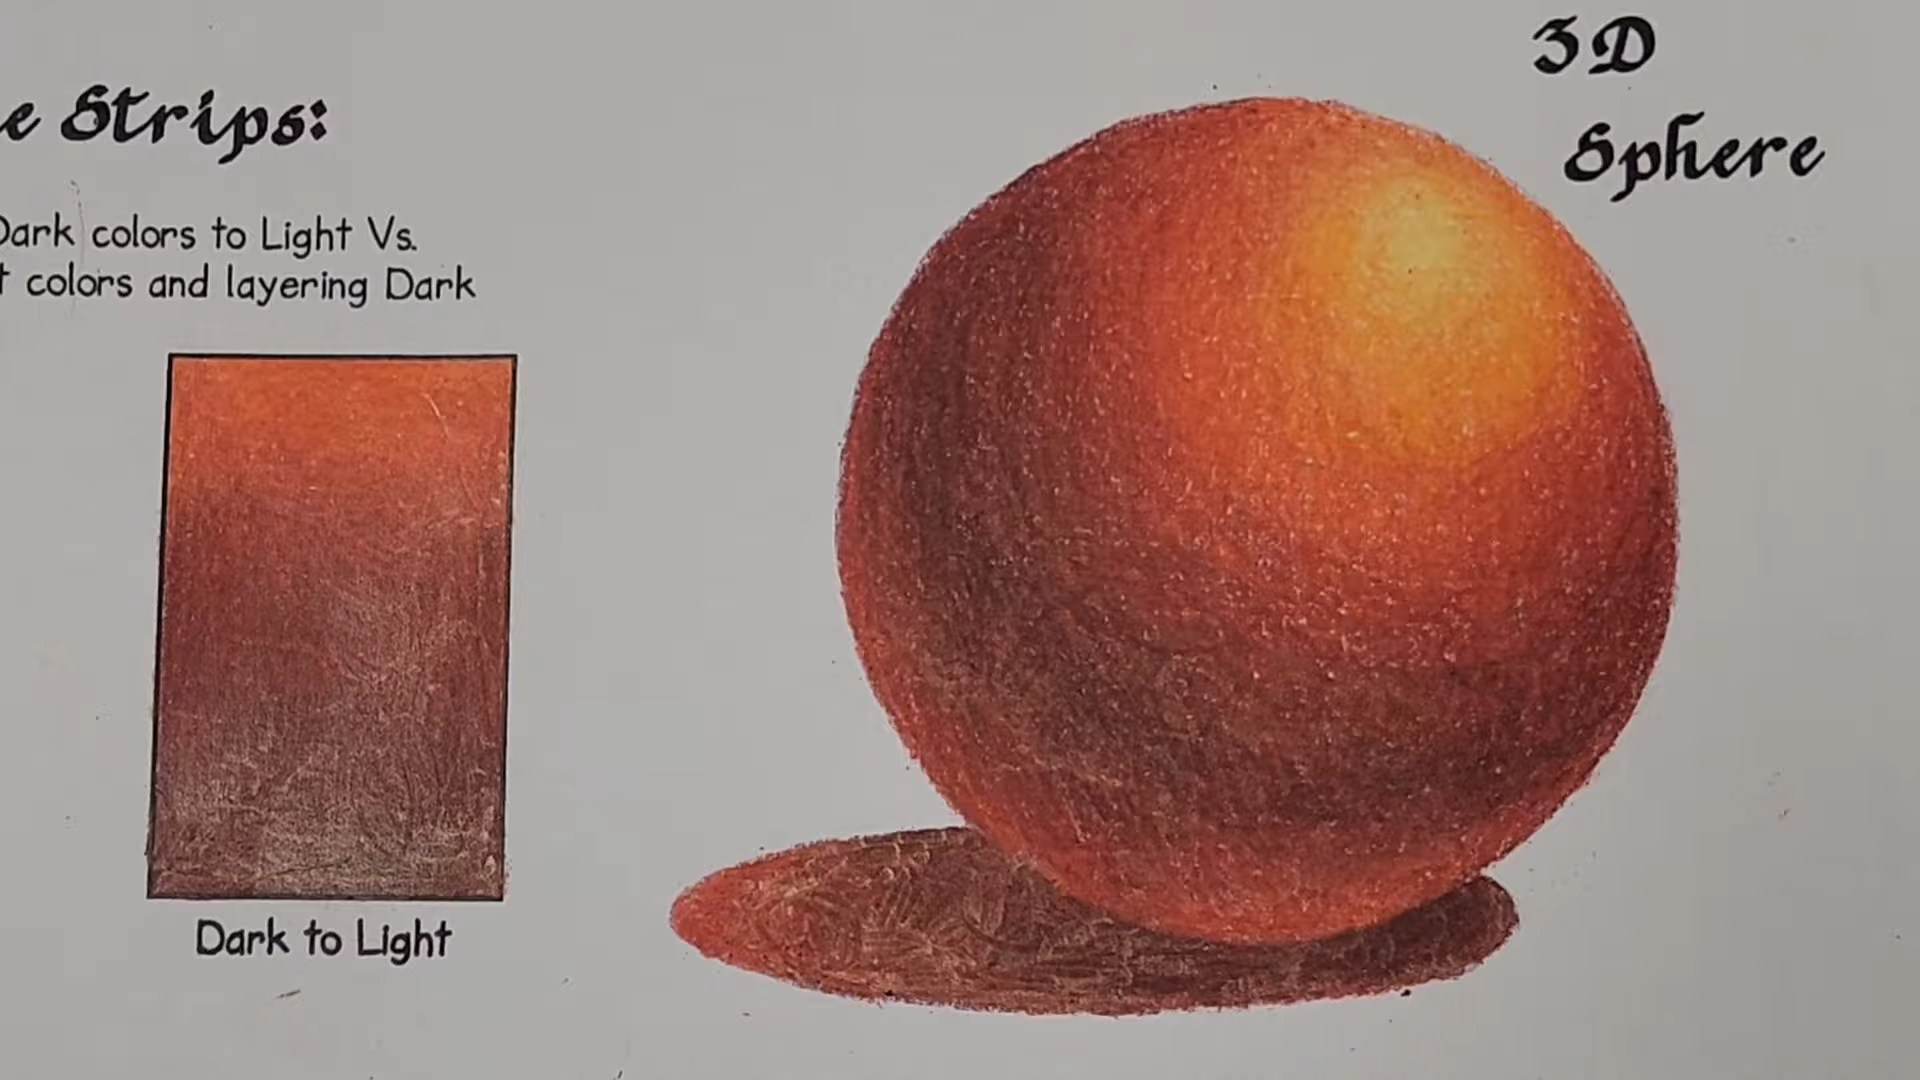 e Strips:
Dark colors to Light Vs.
t colors and layering Dark
Dark to Light
3D
Sphere